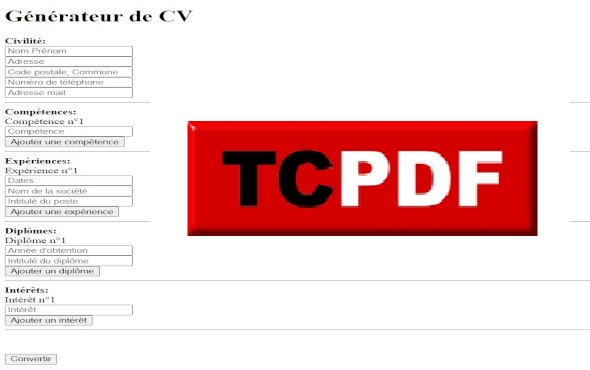 Générateur de CV
Civilité:
Nom Prénom
Adresse
Code postale, Commune
Numéro de téléphone
Adresse mail
Compétences:
Compétence n°1
Compétence
Ajouter une compétence
Expériences:
Expérience n°1
Dates
Nom de la société
Intitulé du poste
Ajouter une expérience
Diplômes:
Diplôme n°1
Année d'obtention
Intitulé du diplôme
Ajouter un diplôme
Intérêts:
Intérêt n°1
Intérêt
Ajouter un intérêt
Convertir
TCPDF